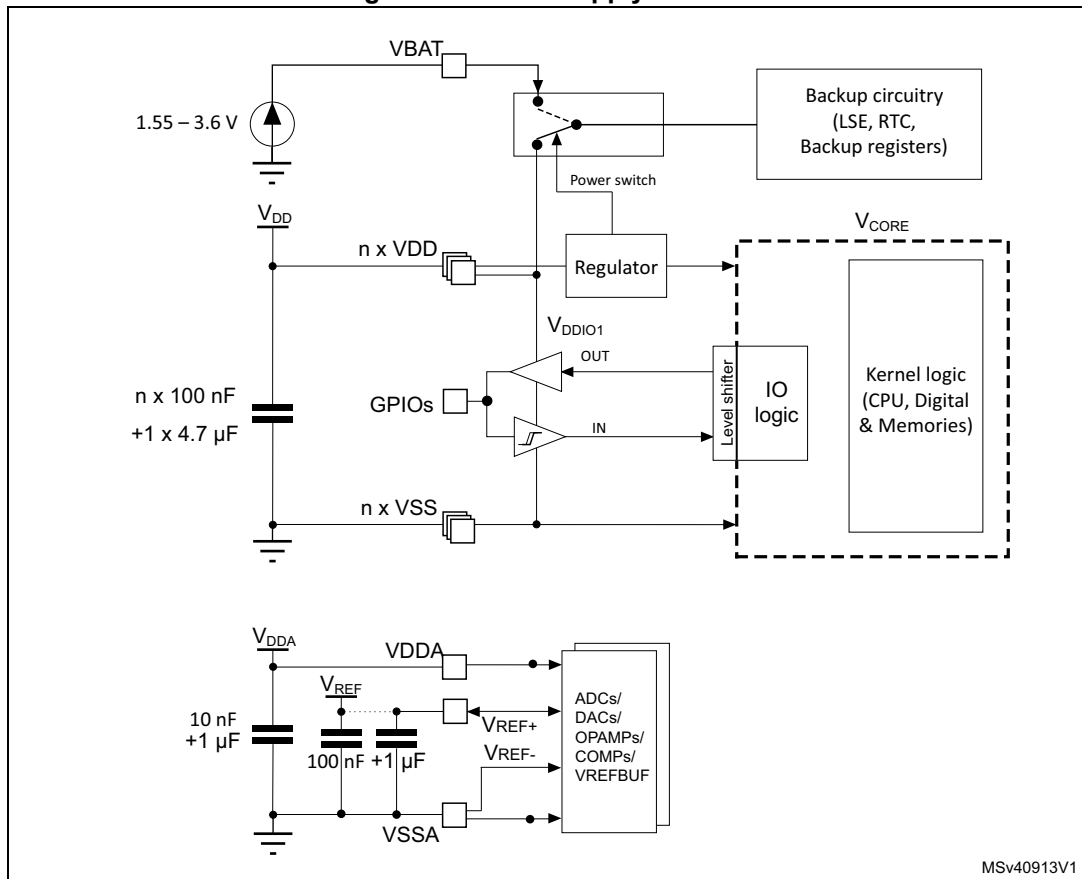 VBAT
1.55 – 3.6 V
Backup circuitry
(LSE, RTC,
Backup registers)
Power switch
VDD
n x VDD
Regulator
VCORE
VDDIO1
OUT
n x 100 nF
+1 x 4.7 µF
GPIOs
IN
Level shifter
IO
logic
Kernel logic
(CPU, Digital
& Memories)
n x VSS
VDDA
VDDA
VREF
10 nF
+1 µF
100 nF
+1 µF
VREF+
VREF-
ADCs/
DACs/
OPAMPs/
COMPs/
VREFBUF
VSSA
MSv40913V1